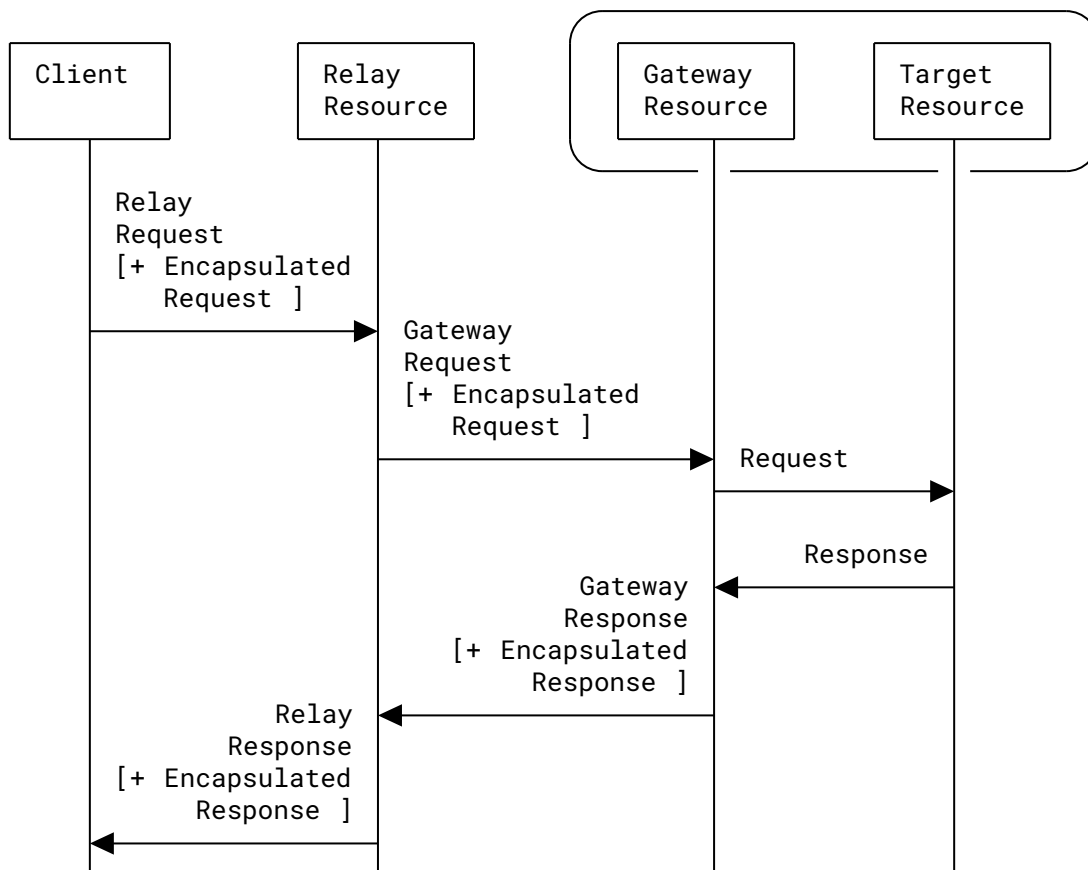 Client
Relay
Resource
Gateway
Resource
Target
Resource
Relay
Request
[+ Encapsulated
Request ]
Gateway
Request
[+ Encapsulated
Request ]
Request
Response
Gateway
Response
[+ Encapsulated
Response ]
Relay
Response
[+ Encapsulated
Response ]